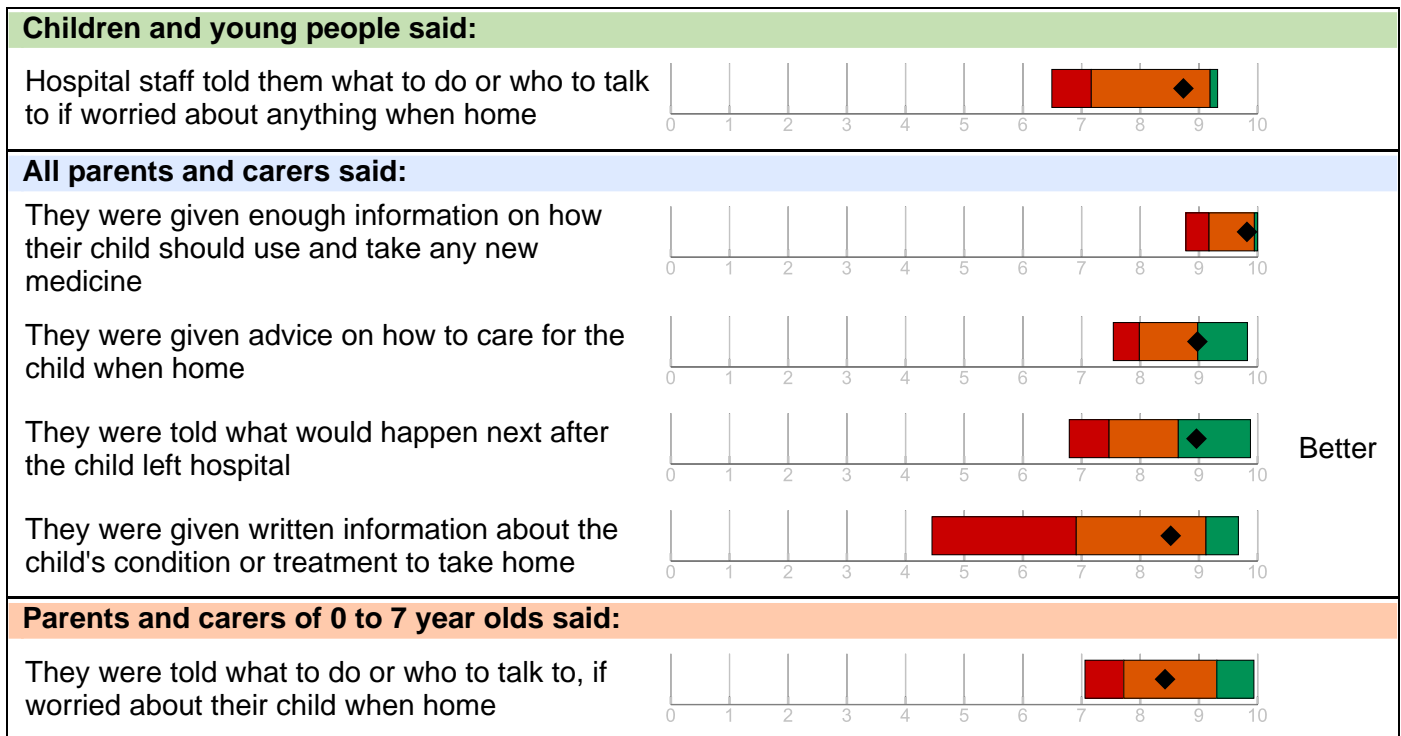 Children and young people said:
Hospital staff told them what to do or who to talk
to if worried about anything when home
0 1 2 3 4 5 6 7 8 9 10
All parents and carers said:
They were given enough information on how
their child should use and take any new
medicine
0 1 2 3 4 5 6 7 8 9 10
They were given advice on how to care for the
child when home
0 1 2 3 4 5 6 7 8 9 10
They were told what would happen next after
the child left hospital
0 1 2 3 4 5 6 7 8 9 10
Better
They were given written information about the
child's condition or treatment to take home
0 1 2 3 4 5 6 7 8 9 10
Parents and carers of 0 to 7 year olds said:
They were told what to do or who to talk to, if
worried about their child when home
0 1 2 3 4 5 6 7 8 9 10